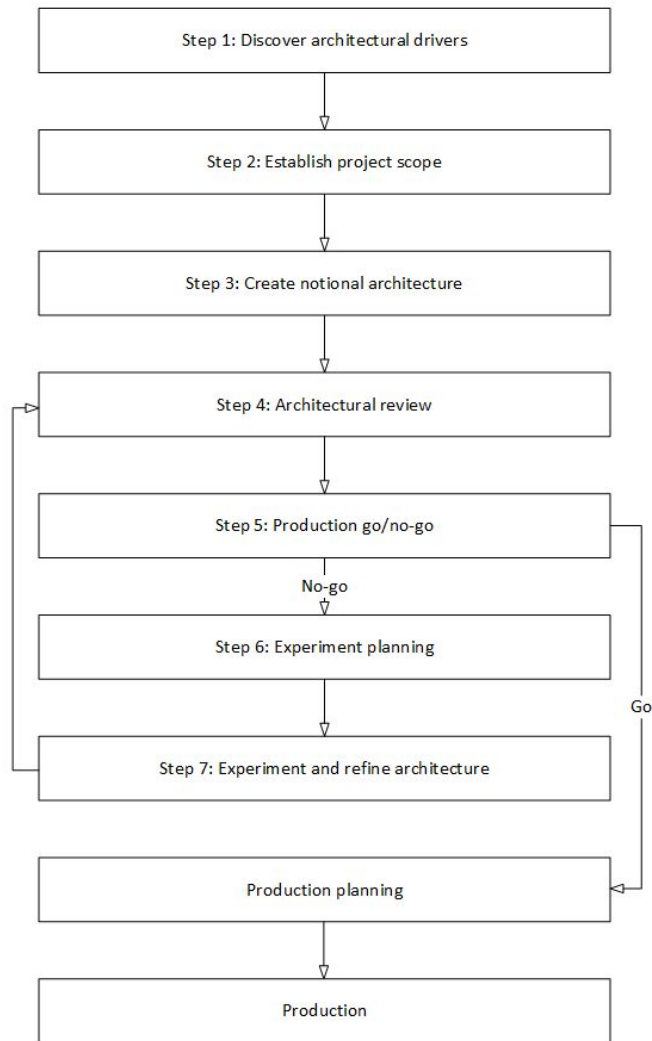 Step 1: Discover architectural drivers
Step 2: Establish project scope
Step 3: Create notional architecture
Step 4: Architectural review
Step 5: Production go/no-go
No-go
Step 6: Experiment planning
Go
Step 7: Experiment and refine architecture
Production planning
Production